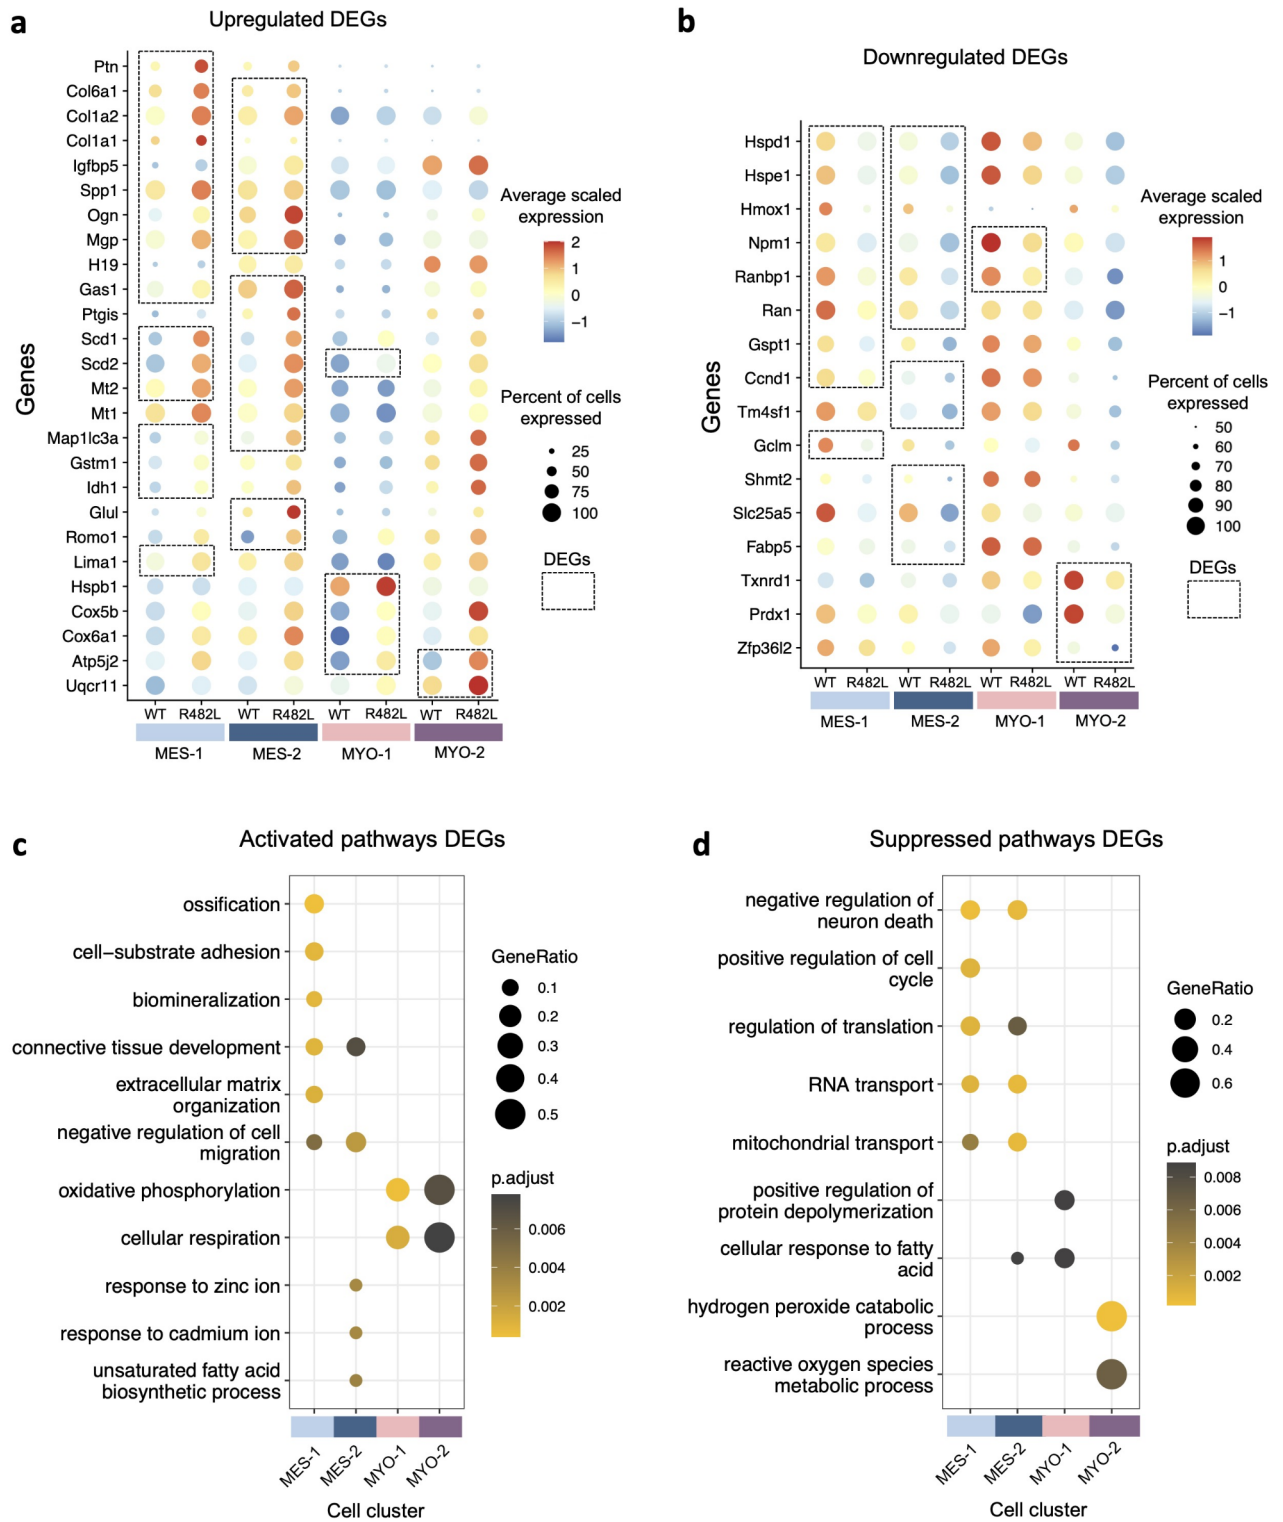 a
Upregulated DEGs
Ptn
Col6a1
Col1a2
Col1a1
Igfbp5
Spp1
Ogn
Mgp
H19
Gas1
Ptgis
Scd1
Scd2
Mt2
Mt1
Map1lc3a
Gstm1
Idh1
Glul
Romo1
Lima1
Hspb1
Cox5b
Cox6a1
Atp5j2
Uqcr11
Genes
WT R482L WT R482L WT R482L WT R482L
MES-1 MES-2 MYO-1 MYO-2
Average scaled
expression
2
1
0
−1
Percent of cells
expressed
25
50
75
100
DEGs
b
Downregulated DEGs
Hspd1
Hspe1
Hmox1
Npm1
Ranbp1
Ran
Gspt1
Ccnd1
Tm4sf1
Gclm
Shmt2
Slc25a5
Fabp5
Txnrd1
Prdx1
Zfp36l2
Genes
WT R482L WT R482L WT R482L WT R482L
MES-1 MES-2 MYO-1 MYO-2
Average scaled
expression
1
0
−1
Percent of cells
expressed
50
60
70
80
90
100
DEGs
c
Activated pathways DEGs
ossification
cell−substrate adhesion
biomineralization
connective tissue development
extracellular matrix
organization
negative regulation of cell
migration
oxidative phosphorylation
cellular respiration
response to zinc ion
response to cadmium ion
unsaturated fatty acid
biosynthetic process
MES-1 MES-2 MYO-1 MYO-2
Cell cluster
GeneRatio
0.1
0.2
0.3
0.4
0.5
p.adjust
0.006
0.004
0.002
d
Suppressed pathways DEGs
negative regulation of
neuron death
positive regulation of cell
cycle
regulation of translation
RNA transport
mitochondrial transport
positive regulation of
protein depolymerization
cellular response to fatty
acid
hydrogen peroxide catabolic
process
reactive oxygen species
metabolic process
MES-1 MES-2 MYO-1 MYO-2
Cell cluster
GeneRatio
0.2
0.4
0.6
p.adjust
0.008
0.006
0.004
0.002